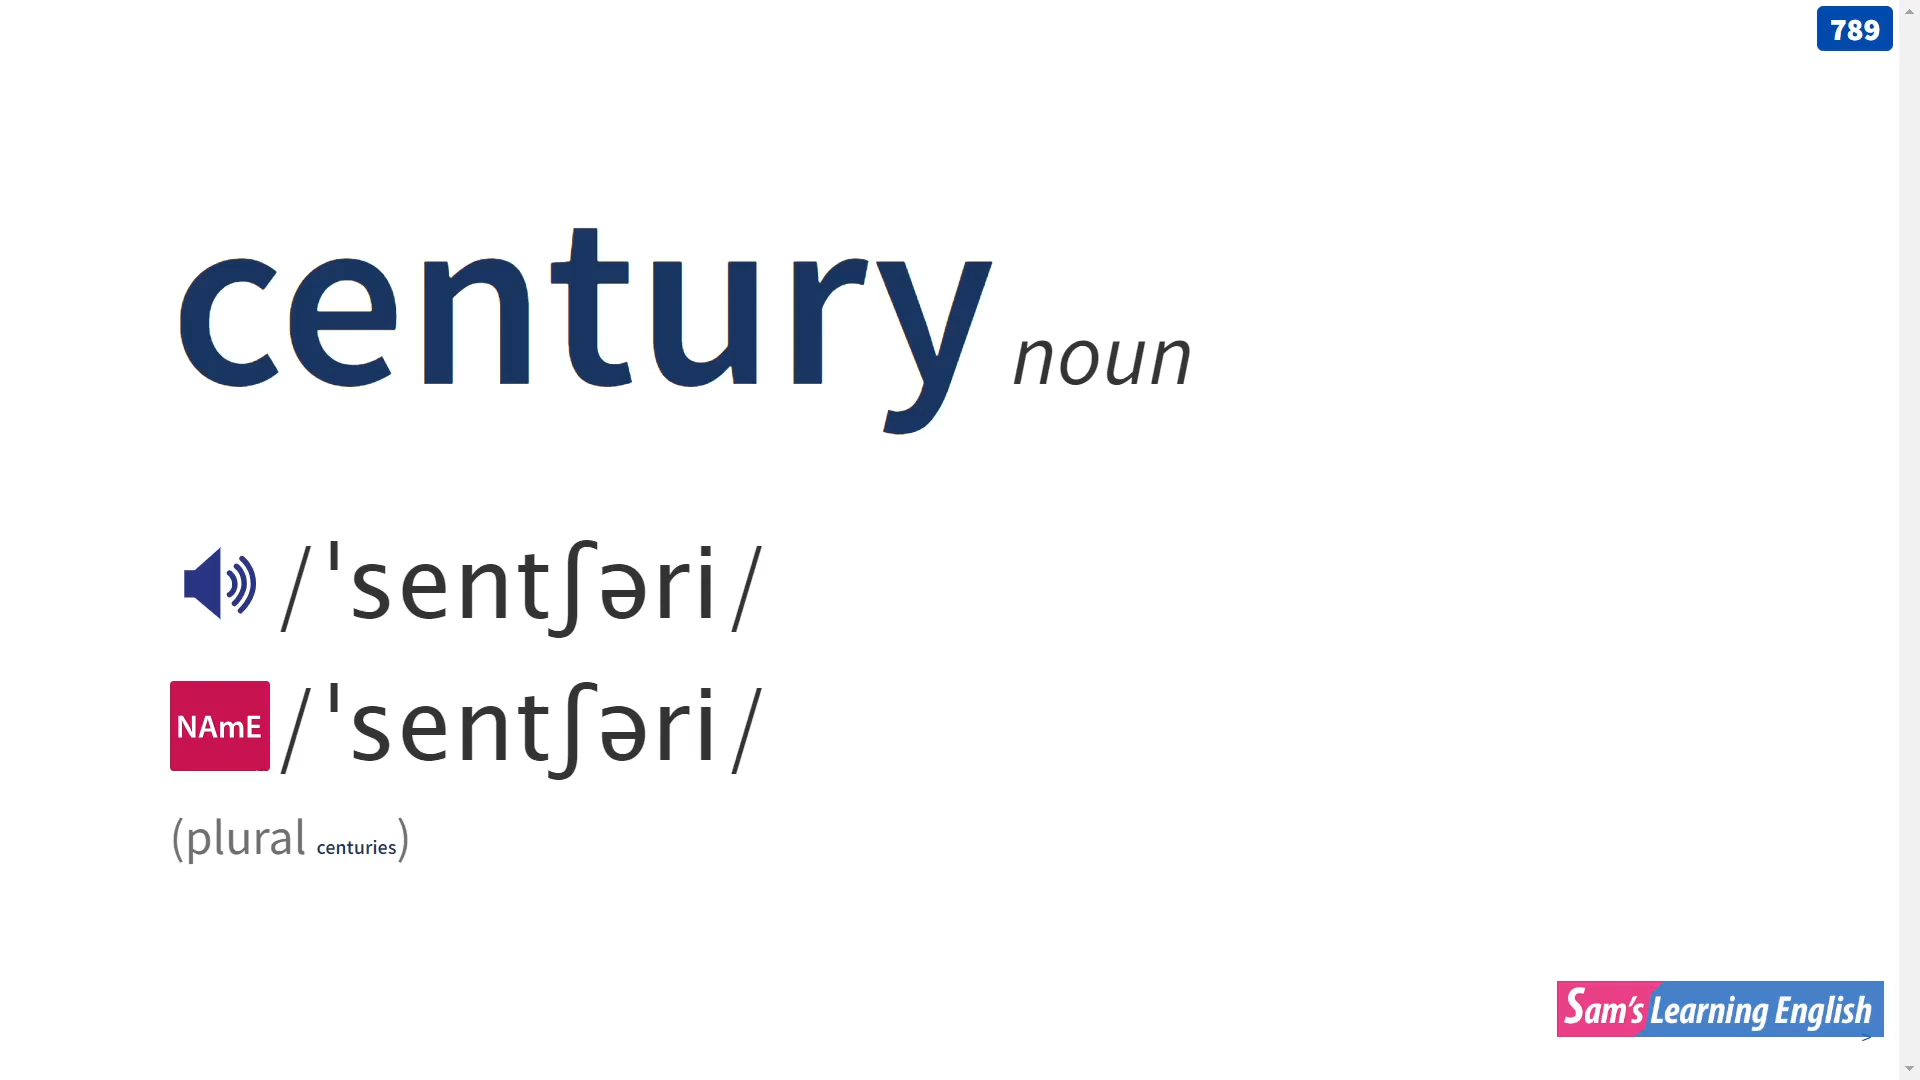 789
century noun
/ˈsentʃəri/
NAmE /ˈsentʃəri/
(plural centuries)
Sam's Learning English
>